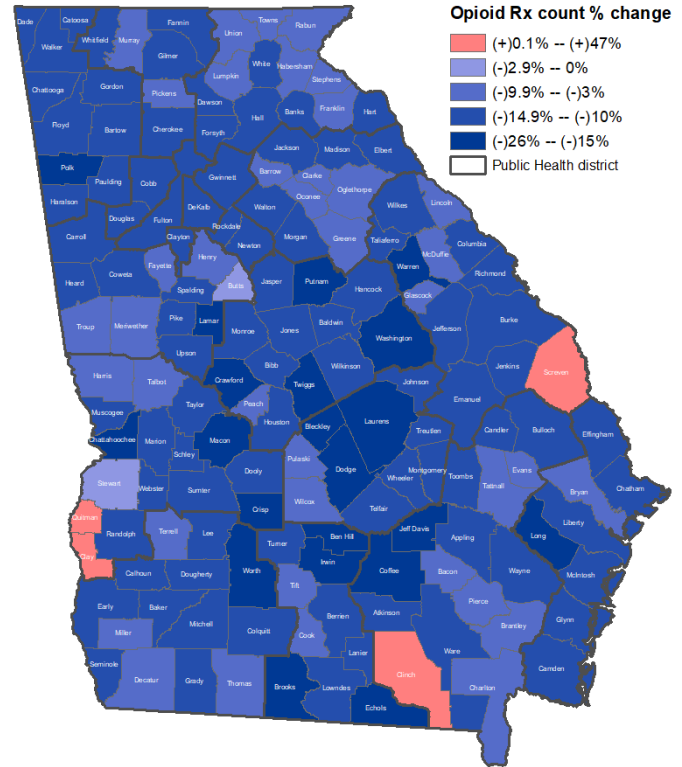 Opioid Rx count % change
(+)0.1% -- (+)47%
(-)2.9% -- 0%
(-)9.9% -- (-)3%
(-)14.9% -- (-)10%
(-)26% -- (-)15%
Public Health district
Dade
Catoosa
Fannin
Towns
Rabun
Walker
Whitfield
Murray
Union
Gilmer
White
Habersham
Lumpkin
Stephens
Chattooga
Gordon
Pickens
Dawson
Franklin
Hart
Banks
Hall
Floyd
Bartow
Cherokee
Forsyth
Jackson
Madison
Elbert
Polk
Paulding
Cobb
Gwinnett
Barrow
Clarke
Oglethorpe
Oconee
Wilkes
Lincoln
Haralson
Douglas
Fulton
DeKalb
Walton
Rockdale
Carroll
Clayton
Newton
Morgan
Greene
Taliaferro
Columbia
McDuffie
Warren
Richmond
Henry
Fayette
Coweta
Heard
Spalding
Butts
Jasper
Putnam
Hancock
Glascock
Troup
Meriwether
Pike
Lamar
Monroe
Jones
Baldwin
Washington
Jefferson
Burke
Upson
Bibb
Wilkinson
Jenkins
Screven
Harris
Talbot
Crawford
Twiggs
Johnson
Emanuel
Taylor
Peach
Houston
Muscogee
Laurens
Bleckley
Treutlen
Candler
Bulloch
Effingham
Chattahoochee
Marion
Macon
Schley
Pulaski
Dodge
Montgomery
Wheeler
Toombs
Evans
Tattnall
Stewart
Webster
Sumter
Dooly
Wilcox
Telfair
Bryan
Chatham
Crisp
Quitman
Randolph
Terrell
Lee
Turner
Ben Hill
Jeff Davis
Appling
Long
Liberty
Clay
Calhoun
Dougherty
Worth
Irwin
Coffee
Bacon
Wayne
McIntosh
Tift
Early
Baker
Mitchell
Colquitt
Berrien
Atkinson
Pierce
Brantley
Glynn
Miller
Cook
Lanier
Ware
Seminole
Decatur
Grady
Thomas
Brooks
Lowndes
Clinch
Charlton
Camden
Echols